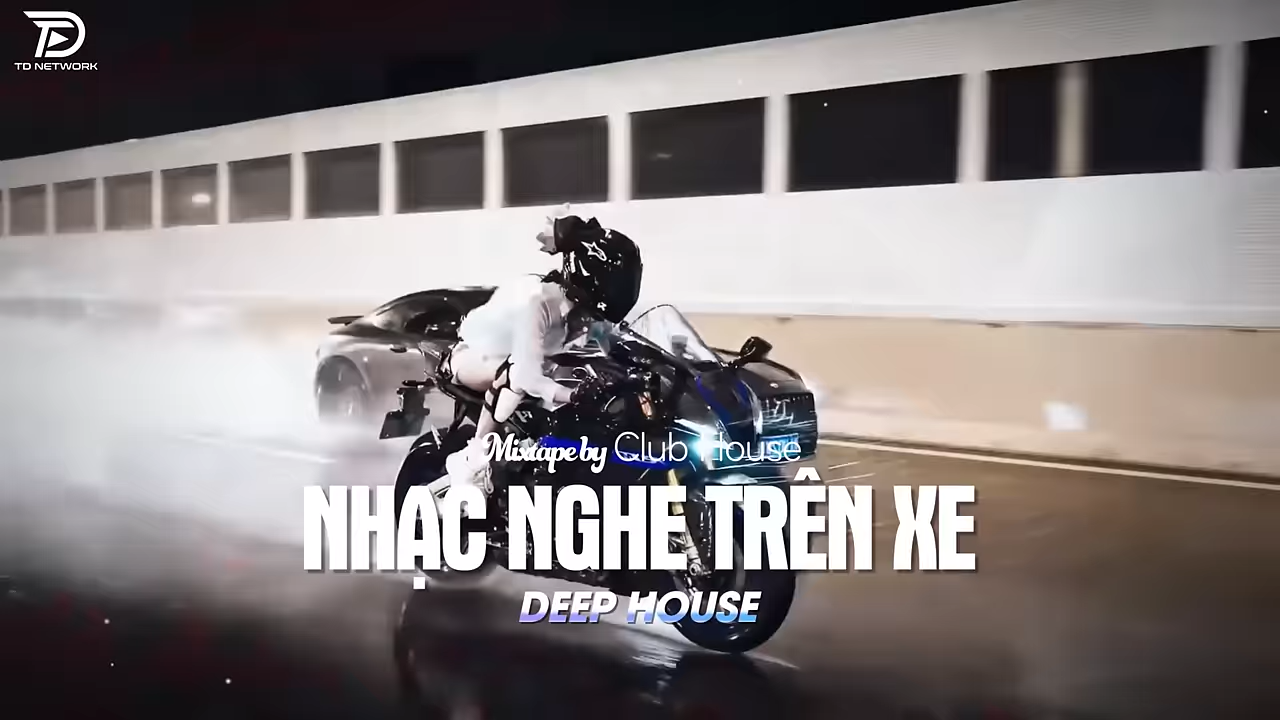 TD NETWORK
Mixtape by Club House
NHẠC NGHE TRÊN XE
DEEP HOUSE